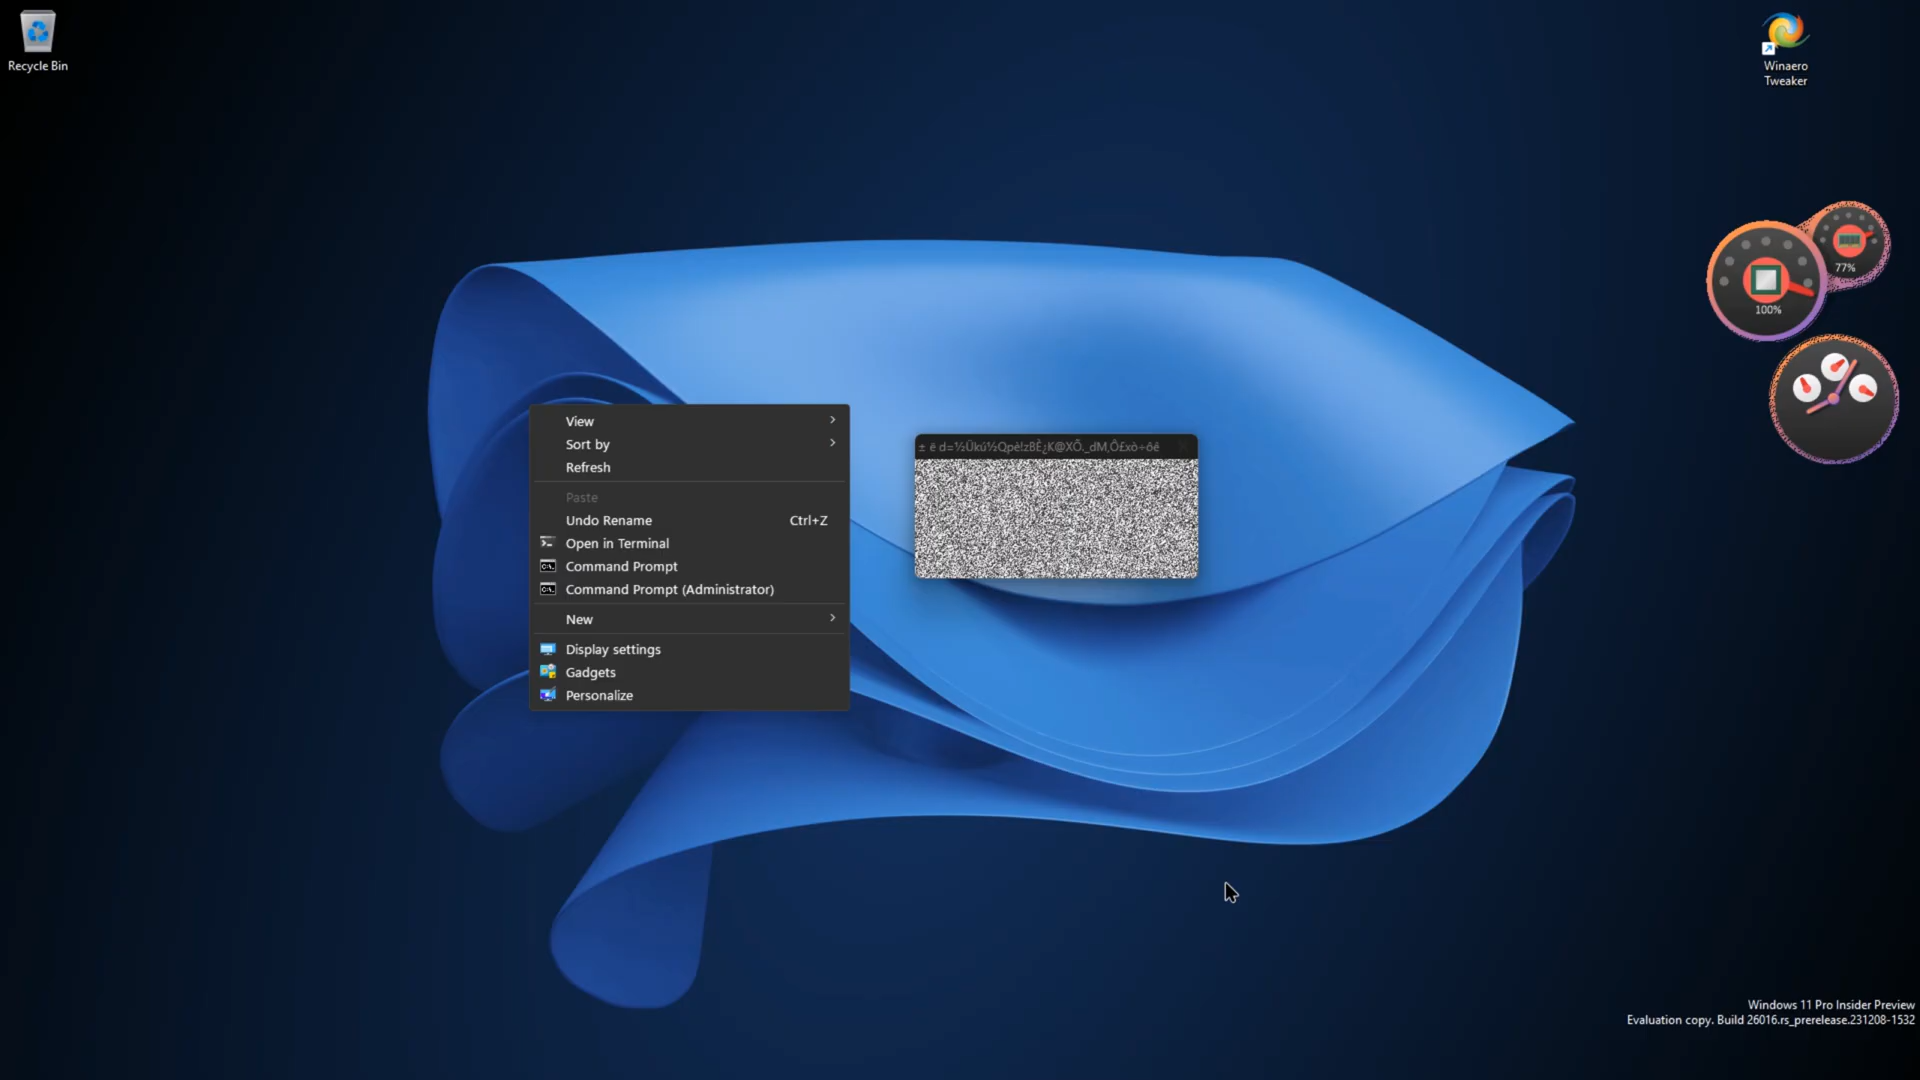 Recycle Bin
Winaero
Tweaker
77%
100%
View
Sort by
Refresh
Paste
Undo Rename Ctrl+Z
Open in Terminal
Command Prompt
Command Prompt (Administrator)
New
Display settings
Gadgets
Personalize
Windows 11 Pro Insider Preview
Evaluation copy. Build 26016.rs_prerelease.231208-1532